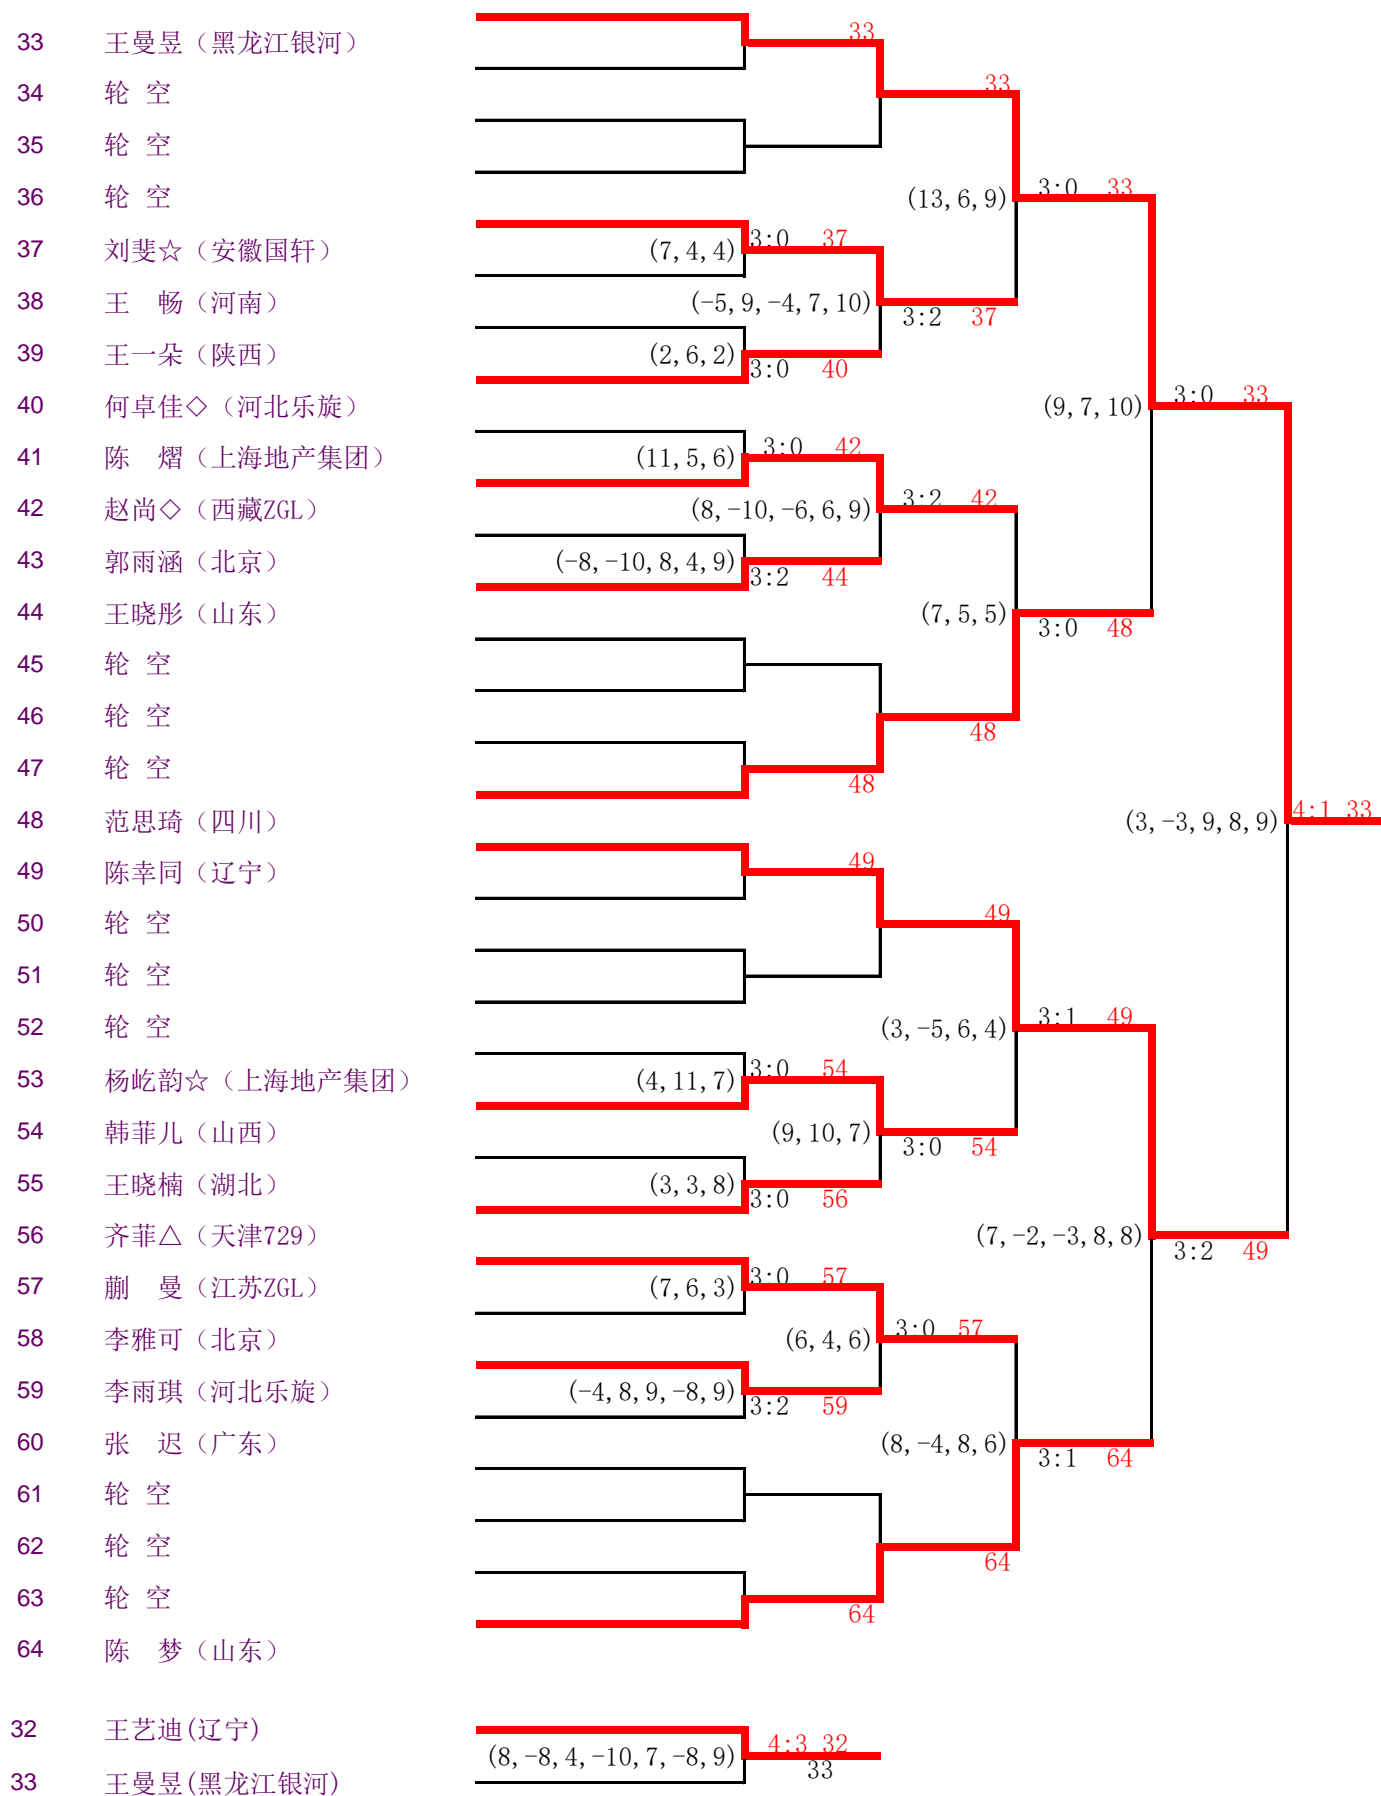 33 王曼昱（黑龙江银河） 33
34 轮 空 33
35 轮 空
36 轮 空 (13,6,9) 3:0 33
37 刘斐☆（安徽国轩） (7,4,4) 3:0 37
38 王　畅（河南） (-5,9,-4,7,10) 3:2 37
39 王一朵（陕西） (2,6,2) 3:0 40
40 何卓佳◇（河北乐旋） (9,7,10) 3:0 33
41 陈　熠（上海地产集团） (11,5,6) 3:0 42
42 赵尚◇（西藏ZGL） (8,-10,-6,6,9) 3:2 42
43 郭雨涵（北京） (-8,-10,8,4,9) 3:2 44
44 王晓彤（山东） (7,5,5) 3:0 48
45 轮 空
46 轮 空 48
47 轮 空 48
48 范思琦（四川） (3,-3,9,8,9) 4:1 33
49 陈幸同（辽宁） 49
50 轮 空 49
51 轮 空
52 轮 空 (3,-5,6,4) 3:1 49
53 杨屹韵☆（上海地产集团） (4,11,7) 3:0 54
54 韩菲儿（山西） (9,10,7) 3:0 54
55 王晓楠（湖北） (3,3,8) 3:0 56
56 齐菲△（天津729） (7,-2,-3,8,8) 3:2 49
57 蒯　曼（江苏ZGL） (7,6,3) 3:0 57
58 李雅可（北京） (6,4,6) 3:0 57
59 李雨琪（河北乐旋） (-4,8,9,-8,9) 3:2 59
60 张　迟（广东） (8,-4,8,6) 3:1 64
61 轮 空
62 轮 空 64
63 轮 空 64
64 陈　梦（山东）
32 王艺迪(辽宁) (8,-8,4,-10,7,-8,9) 4:3 32
33 王曼昱(黑龙江银河) 33